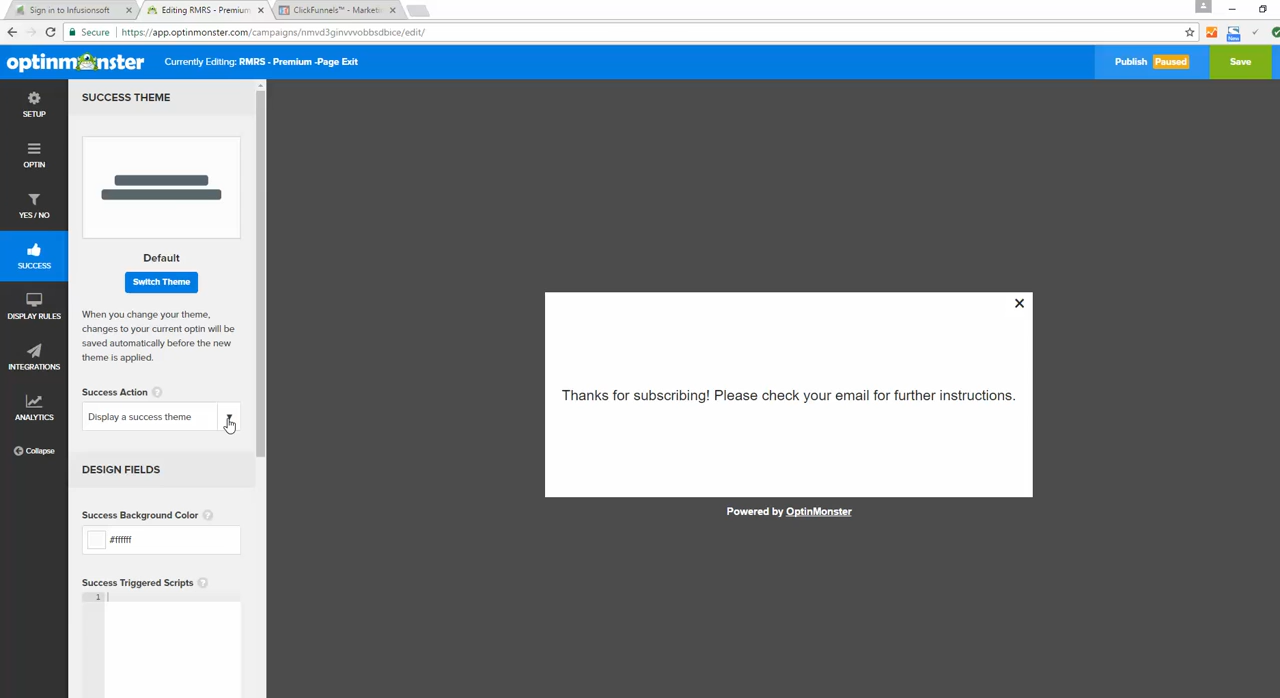 Sign in to Infusionsoft
Editing RMRS - Premium
ClickFunnels™ - Marketi
Secure
https://app.optinmonster.com/campaigns/nmvd3ginvvobbsdbice/edit/
New
optinmonster
Currently Editing: RMRS - Premium -Page Exit
Publish
Paused
Save
SETUP
OPTIN
YES / NO
SUCCESS
DISPLAY RULES
INTEGRATIONS
ANALYTICS
Collapse
SUCCESS THEME
Default
Switch Theme
When you change your theme,
changes to your current optin will be
saved automatically before the new
theme is applied.
Success Action ?
Display a success theme
DESIGN FIELDS
Success Background Color ?
#ffffff
Success Triggered Scripts ?
1
Thanks for subscribing! Please check your email for further instructions.
Powered by OptinMonster